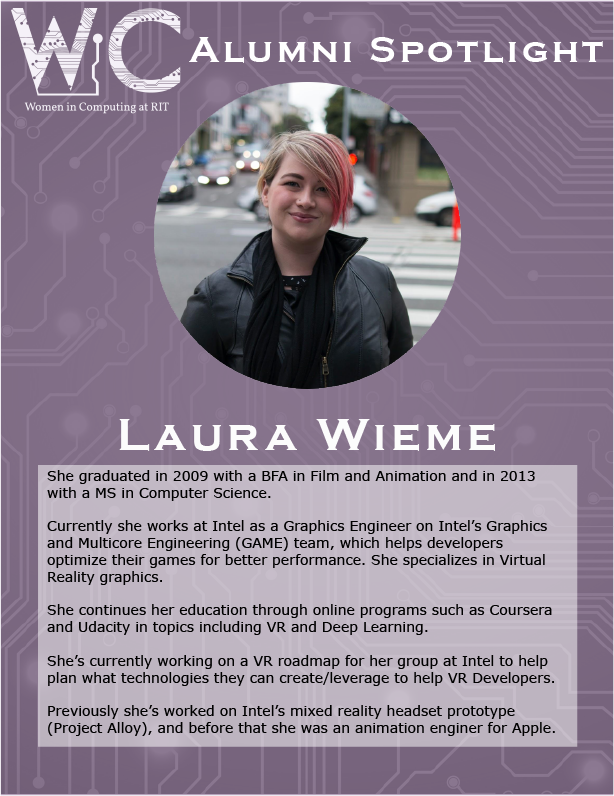 WiC
Alumni Spotlight
Women in Computing at RIT
Laura Wieme
She graduated in 2009 with a BFA in Film and Animation and in 2013
with a MS in Computer Science.
Currently she works at Intel as a Graphics Engineer on Intel's Graphics
and Multicore Engineering (GAME) team, which helps developers
optimize their games for better performance. She specializes in Virtual
Reality graphics.
She continues her education through online programs such as Coursera
and Udacity in topics including VR and Deep Learning.
She's currently working on a VR roadmap for her group at Intel to help
plan what technologies they can create/leverage to help VR Developers.
Previously she's worked on Intel's mixed reality headset prototype
(Project Alloy), and before that she was an animation enginer for Apple.